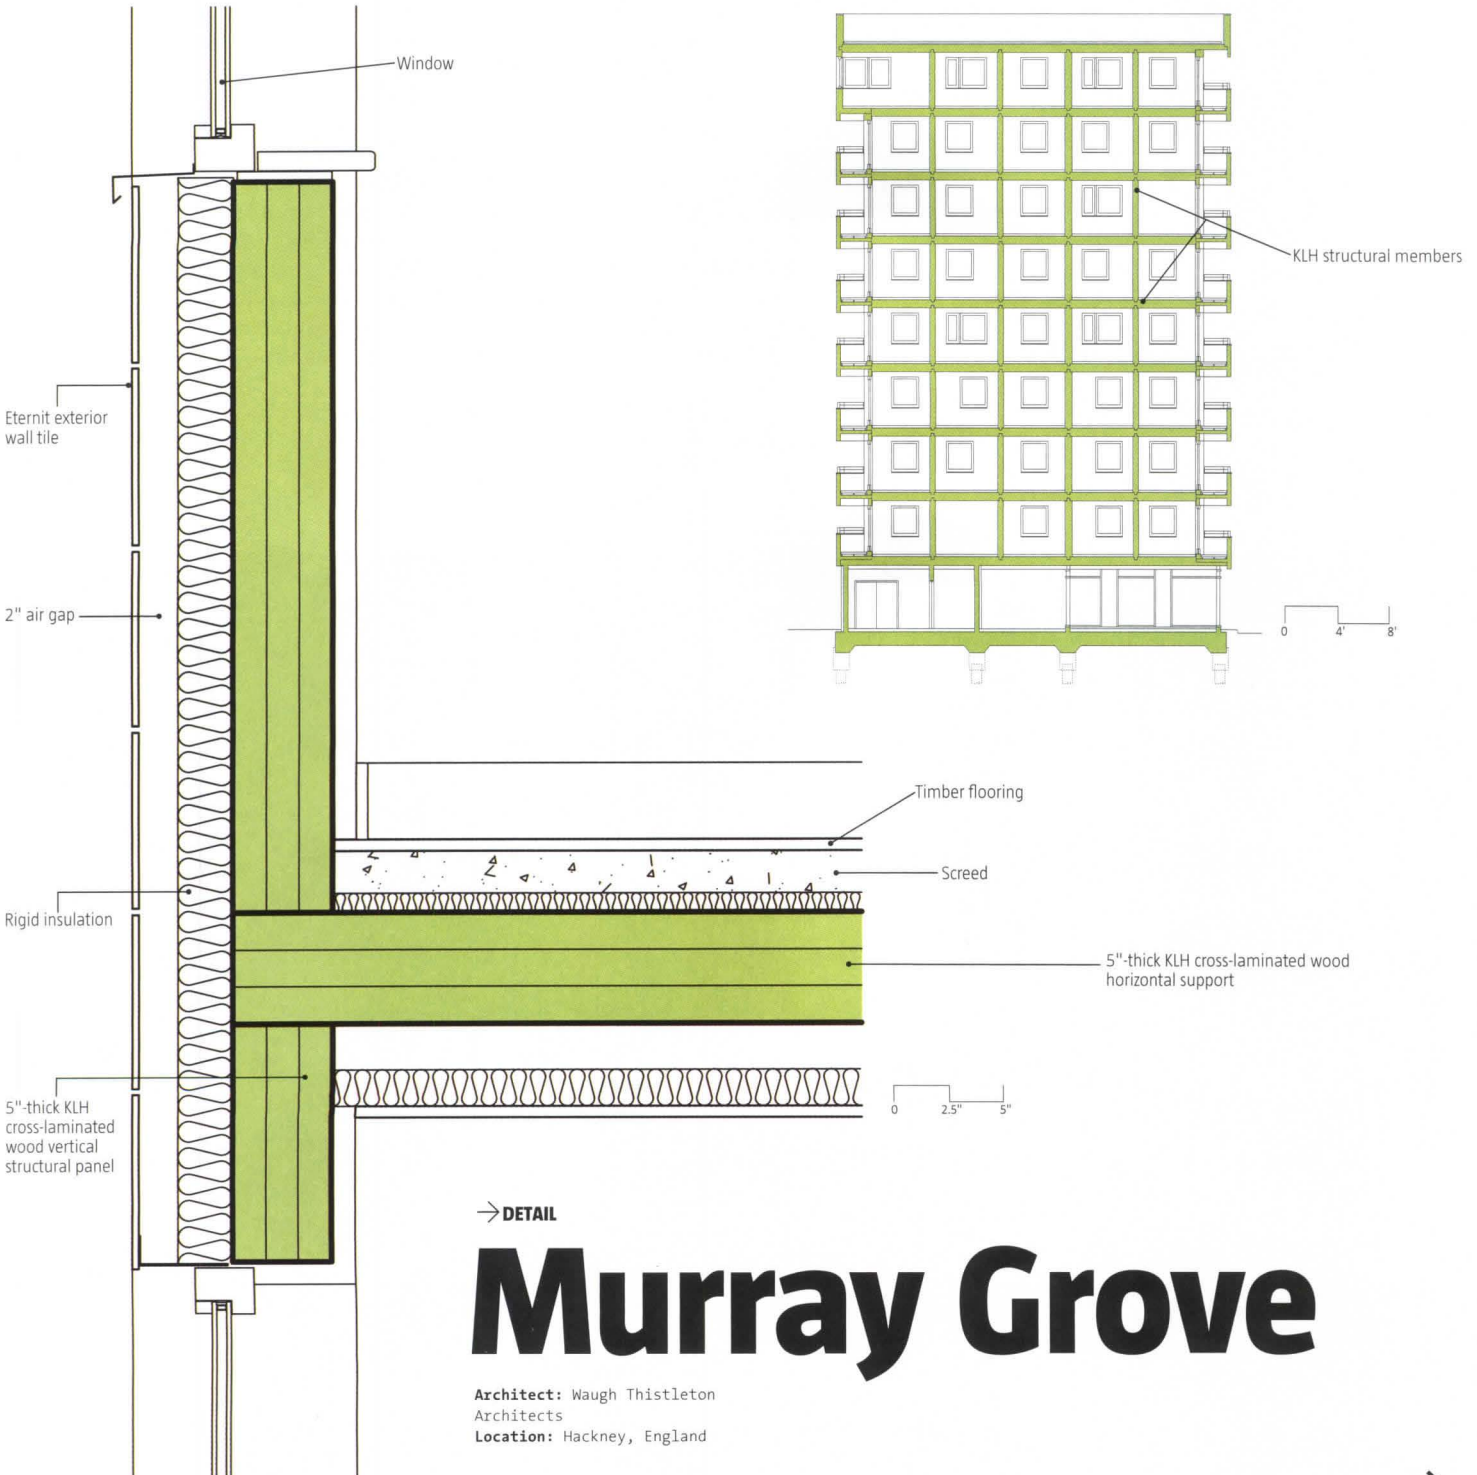 Window
KLH structural members
Eternit exterior
wall tile
2" air gap
0 4' 8'
Timber flooring
Screed
Rigid insulation
5"-thick KLH cross-laminated wood
horizontal support
5"-thick KLH
cross-laminated
wood vertical
structural panel
0 2.5" 5"
→DETAIL
Murray Grove
Architect: Waugh Thistleton
Architects
Location: Hackney, England